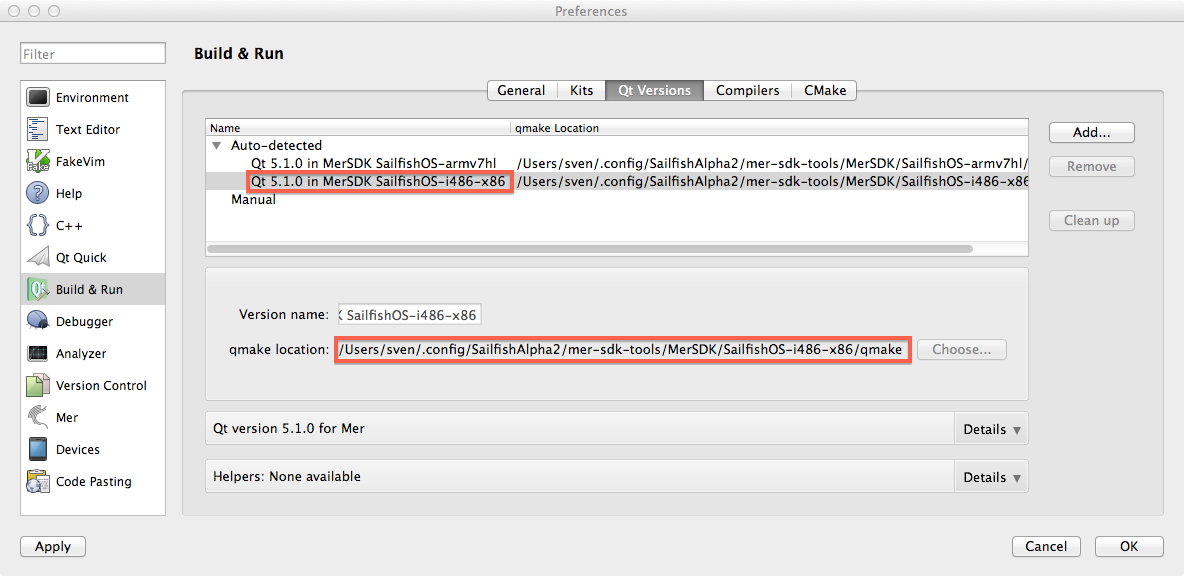 Preferences
Filter
Environment
Text Editor
FakeVim
Help
C++
Qt Quick
Build & Run
Debugger
Analyzer
Version Control
Mer
Devices
Code Pasting
Build & Run
General Kits Qt Versions Compilers CMake
Name qmake Location
Auto-detected
Qt 5.1.0 in MerSDK SailfishOS-armv7hl /Users/sven/.config/SailfishAlpha2/mer-sdk-tools/MerSDK/SailfishOS-armv7hl/
Qt 5.1.0 in MerSDK SailfishOS-i486-x86 /Users/sven/.config/SailfishAlpha2/mer-sdk-tools/MerSDK/SailfishOS-i486-x86
Manual
Add...
Remove
Clean up
Version name: SailfishOS-i486-x86
qmake location: /Users/sven/.config/SailfishAlpha2/mer-sdk-tools/MerSDK/SailfishOS-i486-x86/qmake Choose...
Qt version 5.1.0 for Mer Details
Helpers: None available Details
Apply Cancel OK